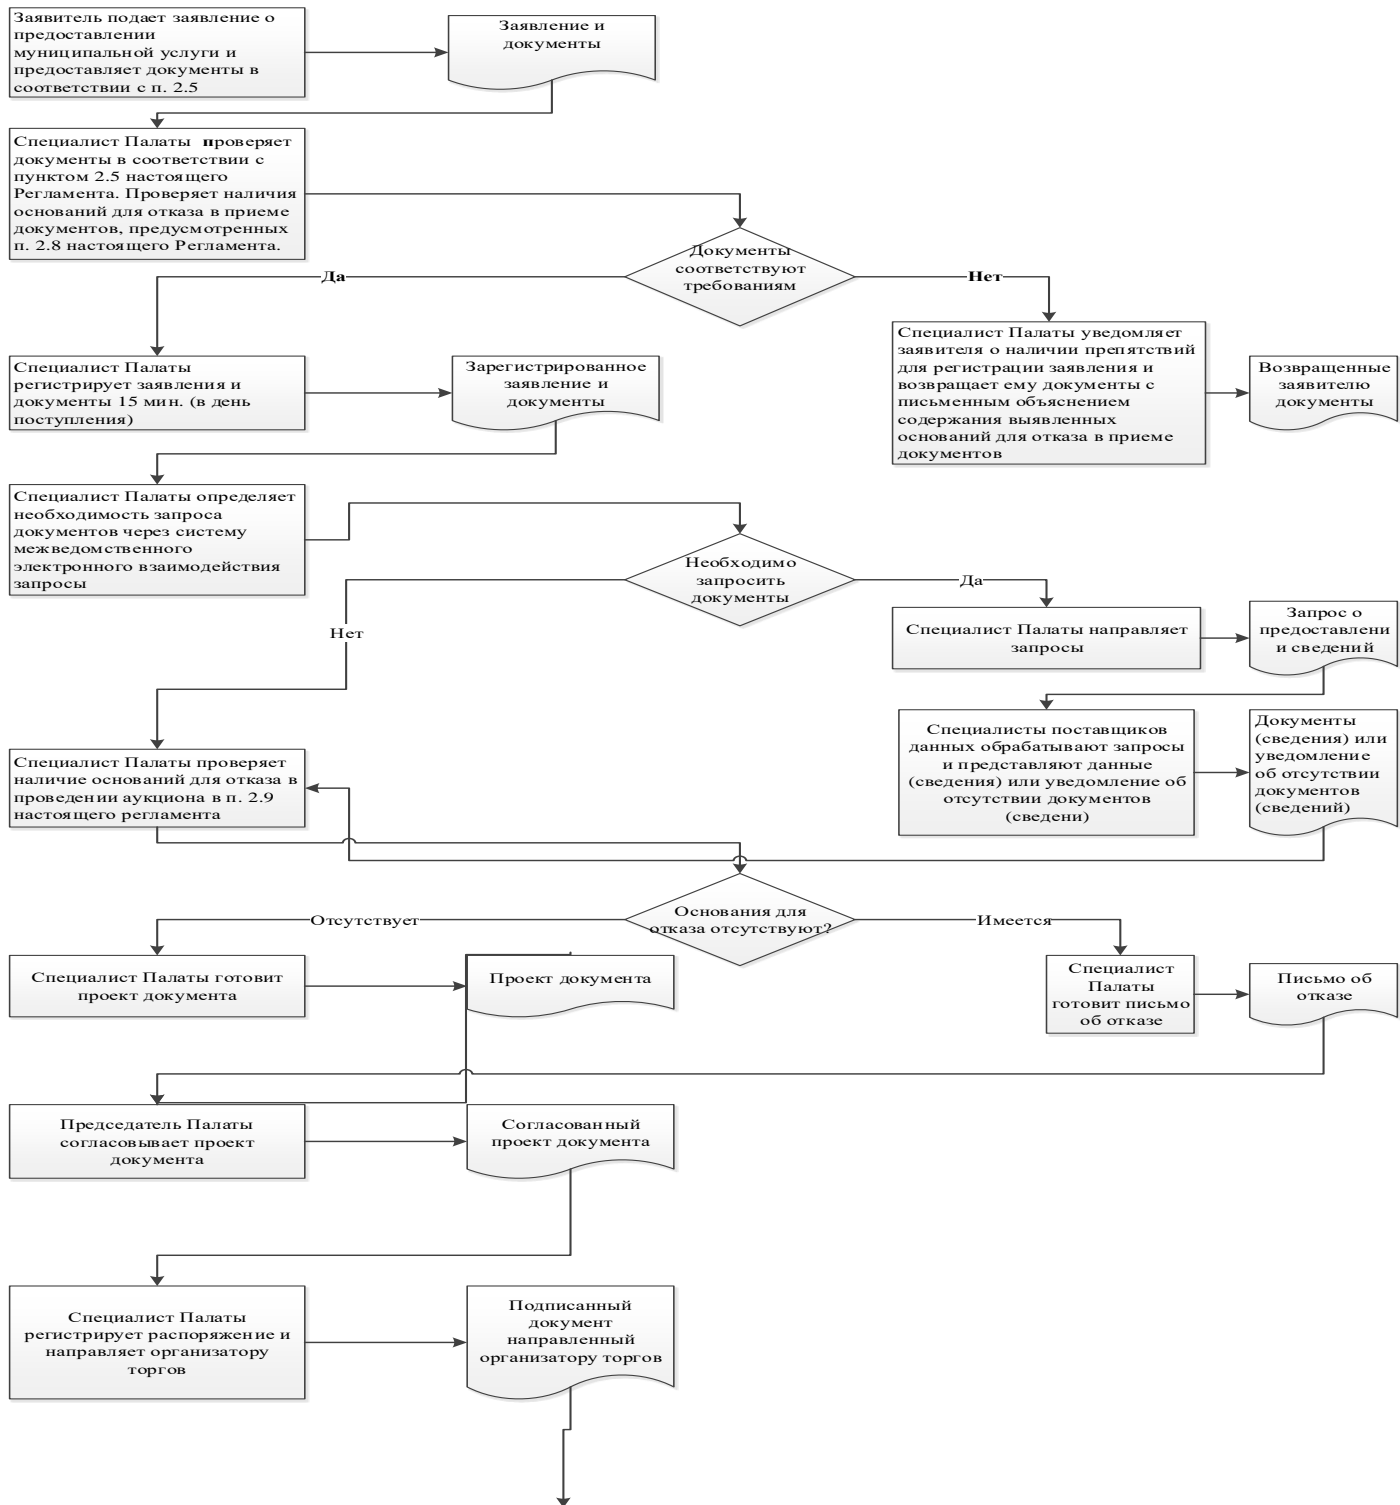 Заявитель подает заявление о
предоставлении
муниципальной услуги и
предоставляет документы в
соответствии с п. 2.5
Заявление и
документы
Специалист Палаты проверяет
документы в соответствии с
пунктом 2.5 настоящего
Регламента. Проверяет наличия
оснований для отказа в приеме
документов, предусмотренных
п. 2.8 настоящего Регламента.
Документы
соответствуют
требованиям
Да
Нет
Специалист Палаты уведомляет
заявителя о наличии препятствий
для регистрации заявления и
возвращает ему документы с
письменным объяснением
содержания выявленных
оснований для отказа в приеме
документов
Возвращенные
заявителю
документы
Специалист Палаты
регистрирует заявления и
документы 15 мин. (в день
поступления)
Зарегистрированное
заявление и
документы
Специалист Палаты определяет
необходимость запроса
документов через систему
межведомственного
электронного взаимодействия
запросы
Необходимо
запросить
документы
Да
Нет
Специалист Палаты направляет
запросы
Запрос о
предоставлени
и сведений
Специалисты поставщиков
данных обрабатывают запросы
и представляют данные
(сведения) или уведомление об
отсутствии документов
(сведени)
Документы
(сведения) или
уведомление
об отсутствии
документов
(сведений)
Специалист Палаты проверяет
наличие оснований для отказа в
проведении аукциона в п. 2.9
настоящего регламента
Основания для
отказа отсутствуют?
Отсутствует
Имеется
Специалист Палаты готовит
проект документа
Проект документа
Специалист
Палаты
готовит письмо
об отказе
Письмо об
отказе
Председатель Палаты
согласовывает проект
документа
Согласованный
проект документа
Специалист Палаты
регистрирует распоряжение и
направляет организатору
торгов
Подписанный
документ
направленный
организатору торгов